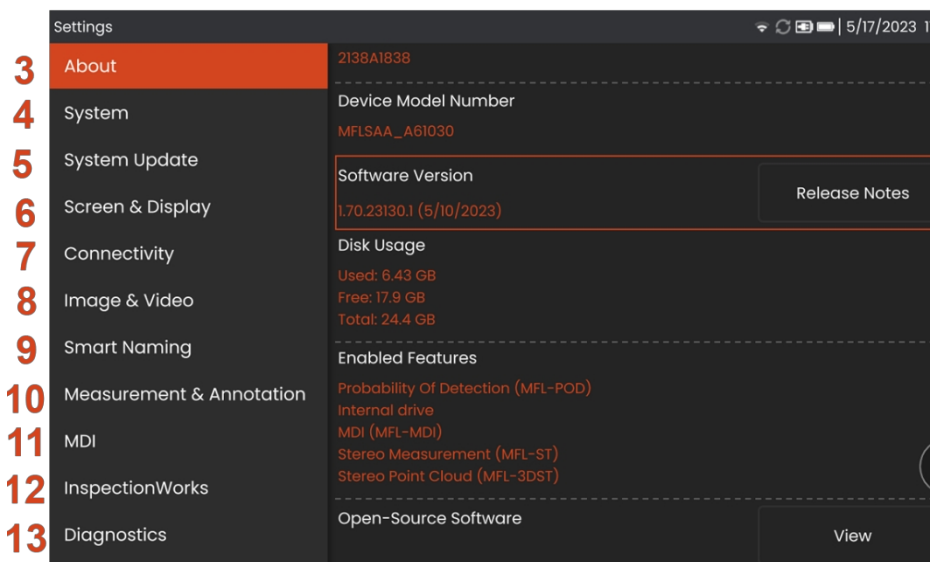 Settings
5/17/2023 1
3 About
4 System
5 System Update
6 Screen & Display
7 Connectivity
8 Image & Video
9 Smart Naming
10 Measurement & Annotation
11 MDI
12 InspectionWorks
13 Diagnostics
2138A1838
Device Model Number
MFLSAA_A61030
Software Version
1.70.23130.1 (5/10/2023)
Release Notes
Disk Usage
Used: 6.43 GB
Free: 17.9 GB
Total: 24.4 GB
Enabled Features
Probability Of Detection (MFL-POD)
Internal drive
MDI (MFL-MDI)
Stereo Measurement (MFL-ST)
Stereo Point Cloud (MFL-3DST)
Open-Source Software
View